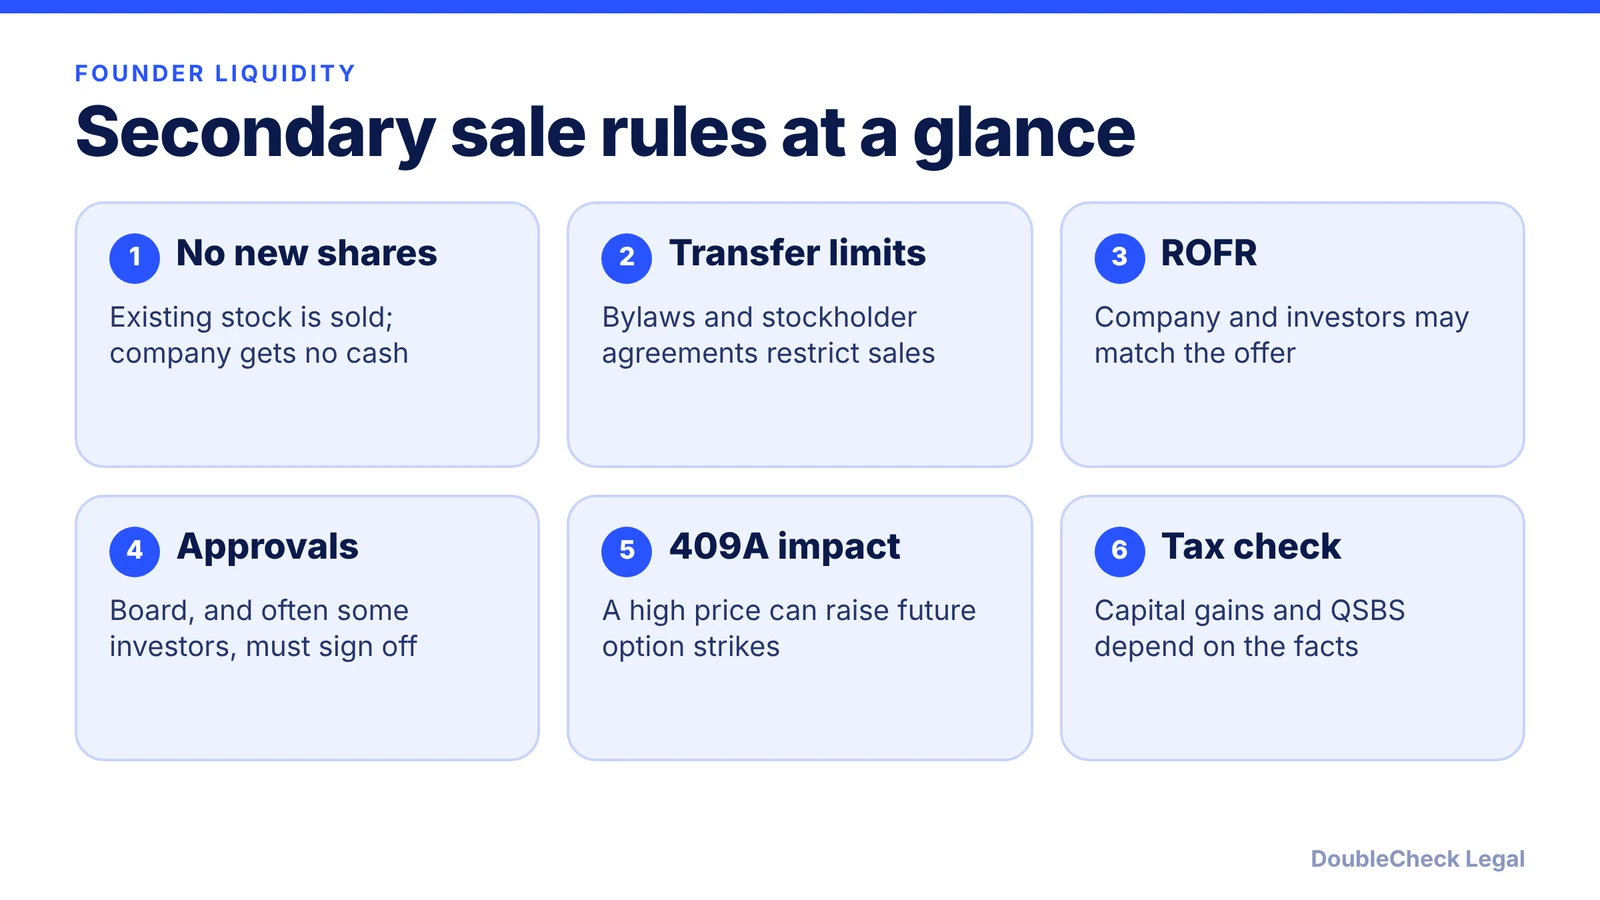 FOUNDER LIQUIDITY
Secondary sale rules at a glance
1 No new shares
Existing stock is sold;
company gets no cash
2 Transfer limits
Bylaws and stockholder
agreements restrict sales
3 ROFR
Company and investors may
match the offer
4 Approvals
Board, and often some
investors, must sign off
5 409A impact
A high price can raise future
option strikes
6 Tax check
Capital gains and QSBS
depend on the facts
DoubleCheck Legal